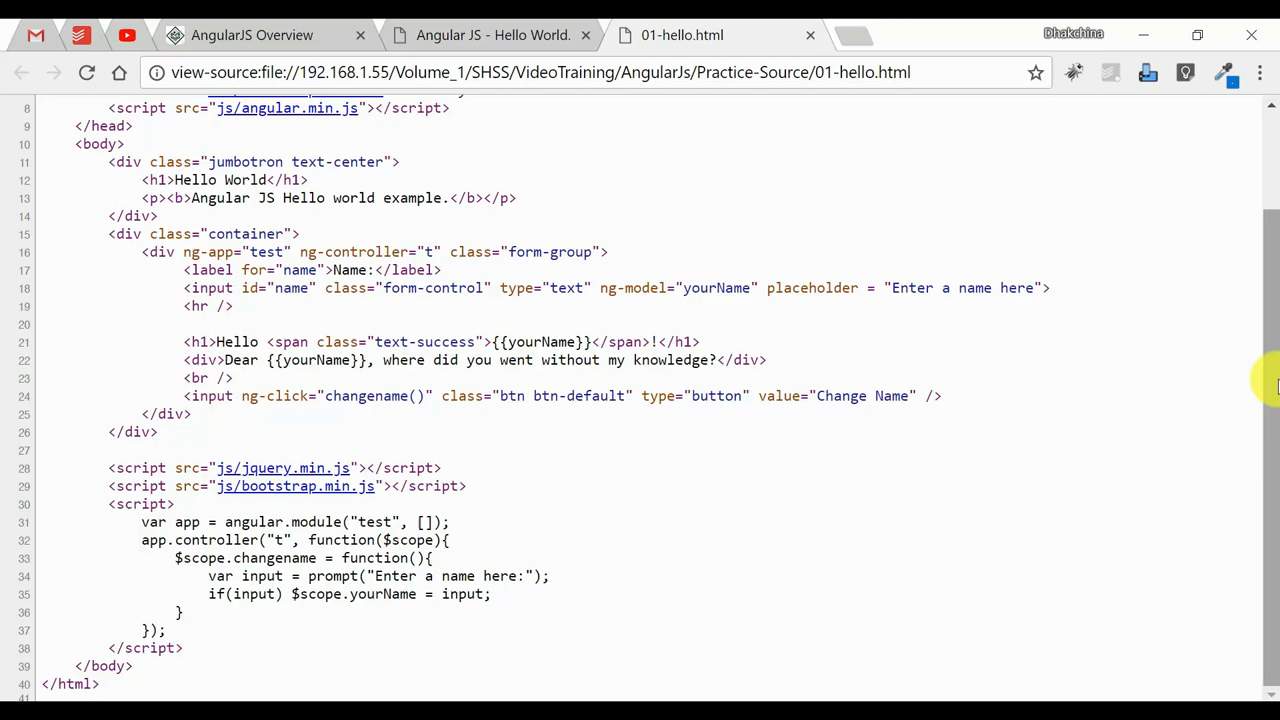 AngularJS Overview
Angular JS - Hello World.
01-hello.html
Dhakchina
view-source:file://192.168.1.55/Volume_1/SHSS/VideoTraining/AngularJs/Practice-Source/01-hello.html
8 <script src="js/angular.min.js"></script>
9 </head>
10 <body>
11 <div class="jumbotron text-center">
12 <h1>Hello World</h1>
13 <p><b>Angular JS Hello world example.</b></p>
14 </div>
15 <div class="container">
16 <div ng-app="test" ng-controller="t" class="form-group">
17 <label for="name">Name:</label>
18 <input id="name" class="form-control" type="text" ng-model="yourName" placeholder = "Enter a name here">
19 <hr />
20
21 <h1>Hello <span class="text-success">{{yourName}}</span>!</h1>
22 <div>Dear {{yourName}}, where did you went without my knowledge?</div>
23 <br />
24 <input ng-click="changename()" class="btn btn-default" type="button" value="Change Name" />
25 </div>
26 </div>
27
28 <script src="js/jquery.min.js"></script>
29 <script src="js/bootstrap.min.js"></script>
30 <script>
31 var app = angular.module("test", []);
32 app.controller("t", function($scope){
33 $scope.changename = function(){
34 var input = prompt("Enter a name here:");
35 if(input) $scope.yourName = input;
36 }
37 });
38 </script>
39 </body>
40 </html>
41